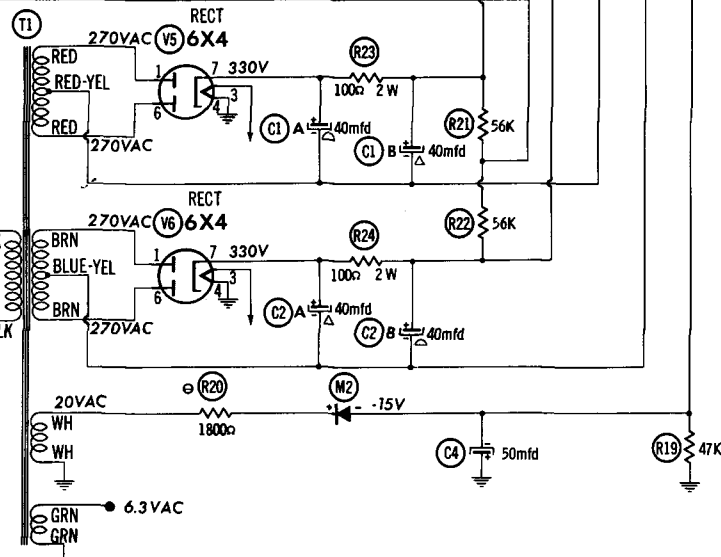 T1
RECT
270VAC V5 6X4
RED
RED-YEL
RED
270VAC
1
6
7
3
4
330V
R23
100Ω 2W
C1 A 40mfd
C1 B 40mfd
R21
56K
RECT
270VAC V6 6X4
BRN
BLUE-YEL
BRN
270VAC
1
6
7
3
4
330V
R24
100Ω 2W
C2 A 40mfd
C2 B 40mfd
R22
56K
LK
20VAC
WH
WH
⊖ R20
1800Ω
M2
+ - -15V
C4 50mfd
R19 47K
GRN
GRN
6.3VAC